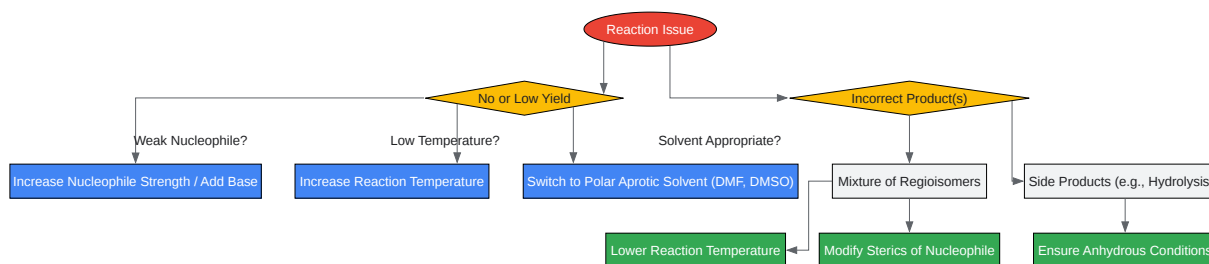 Reaction Issue
No or Low Yield
Incorrect Product(s)
Weak Nucleophile?
Low Temperature?
Solvent Appropriate?
Increase Nucleophile Strength / Add Base
Increase Reaction Temperature
Switch to Polar Aprotic Solvent (DMF, DMSO)
Mixture of Regioisomers
Side Products (e.g., Hydrolysis
Lower Reaction Temperature
Modify Sterics of Nucleophile
Ensure Anhydrous Conditions